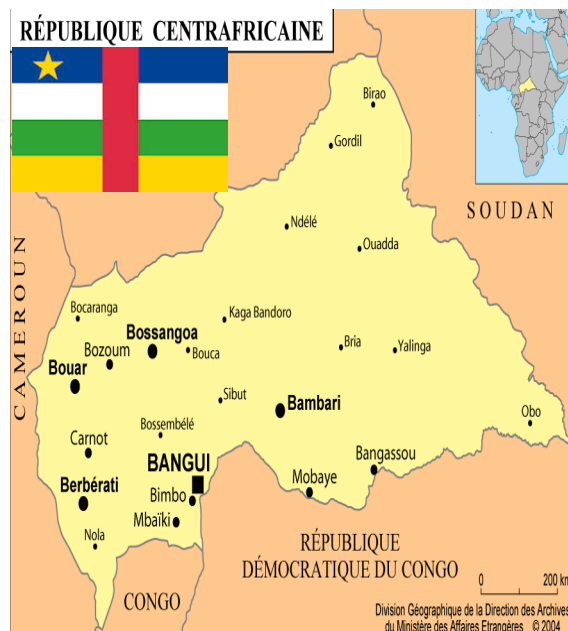 RÉPUBLIQUE CENTRAFRICAINE
Birao
Gordil
SOUDAN
Ndélé
Ouadda
CAMEROUN
Bocaranga
Kaga Bandoro
Bossangoa
Bozoum
Bouca
Bria
Yalinga
Bouar
Sibut
Bambari
Obo
Bossembélé
Carnot
BANGUI
Bangassou
Berbérati
Bimbo
Mobaye
Mbaïki
Nola
RÉPUBLIQUE
DÉMOCRATIQUE DU CONGO
CONGO
0 200 km
Division Géographique de la Direction des Archives
du Ministère des Affaires Etrangères © 2004